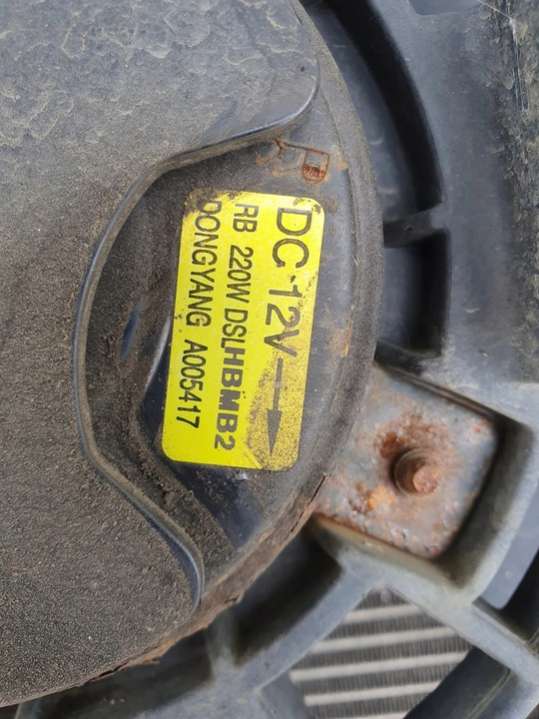 DC 12V →
RB 220W DSLHBMB2
DONGYANG A005417